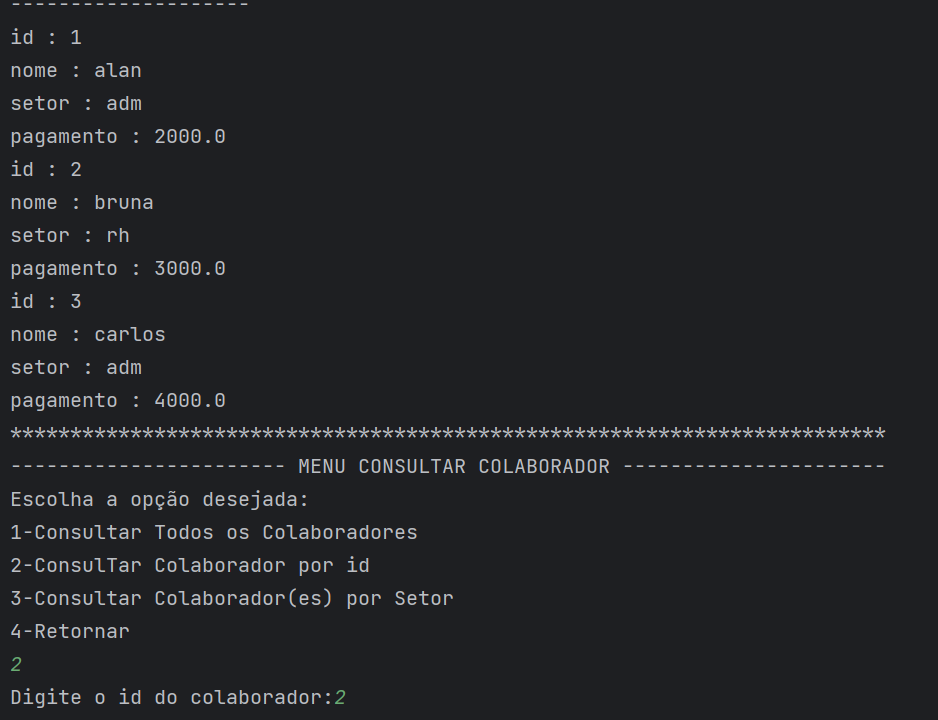 --------------------
id : 1
nome : alan
setor : adm
pagamento : 2000.0
id : 2
nome : bruna
setor : rh
pagamento : 3000.0
id : 3
nome : carlos
setor : adm
pagamento : 4000.0
*************************************************************************
----------------------- MENU CONSULTAR COLABORADOR ----------------------
Escolha a opção desejada:
1-Consultar Todos os Colaboradores
2-ConsulTar Colaborador por id
3-Consultar Colaborador(es) por Setor
4-Retornar
2
Digite o id do colaborador:2